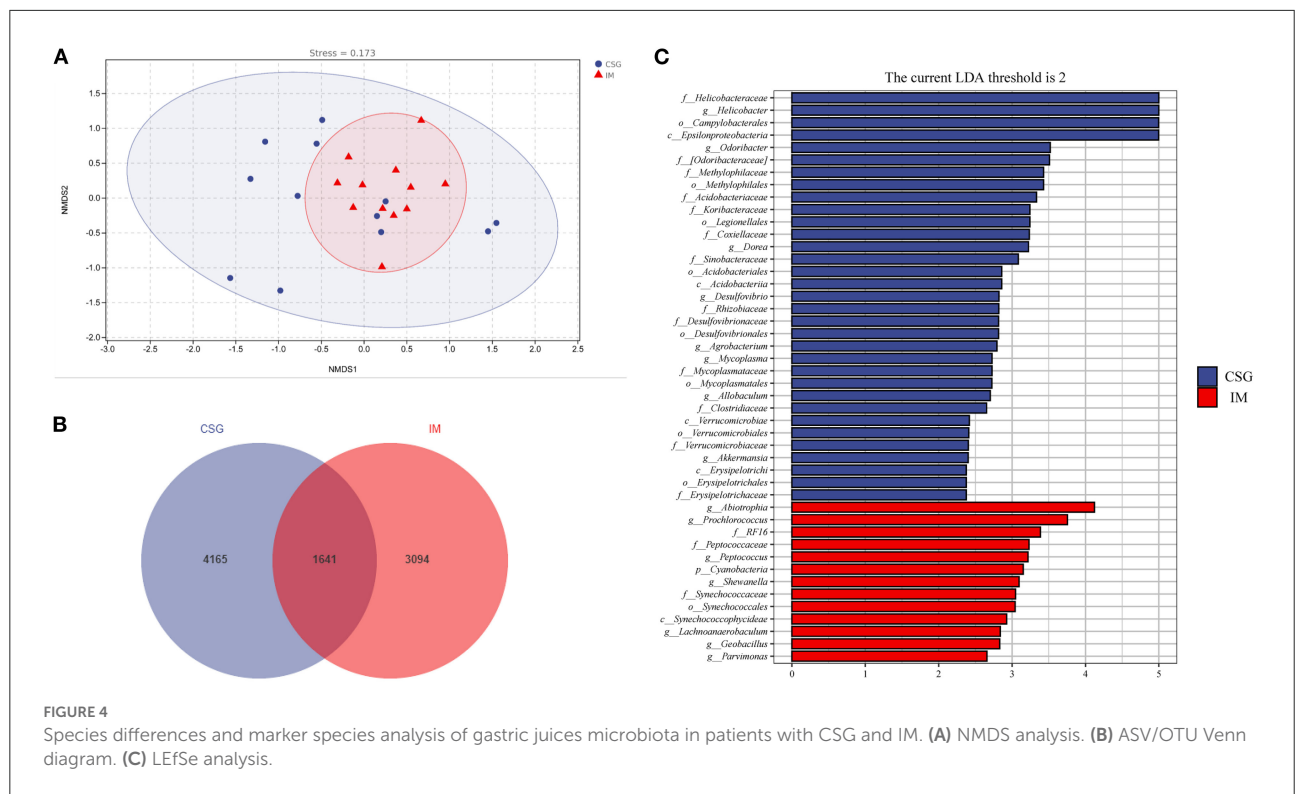 A
Stress = 0.173
CSG
IM
NMDS2
1.5
1.0
0.5
0.0
-0.5
-1.0
-1.5
-2.0
-3.0 -2.5 -2.0 -1.5 -1.0 -0.5 0.0 0.5 1.0 1.5 2.0 2.5
NMDS1
B
CSG IM
4165 1641 3094
C
The current LDA threshold is 2
f__Helicobacteraceae
g__Helicobacter
o__Campylobacterales
c__Epsilonproteobacteria
g__Odoribacter
f__[Odoribacteraceae]
f__Methylophilaceae
o__Methylophilales
f__Acidobacteriaceae
f__Koribacteraceae
o__Legionellales
f__Coxiellaceae
g__Dorea
f__Sinobacteraceae
o__Acidobacteriales
c__Acidobacteriia
g__Desulfovibrio
f__Rhizobiaceae
f__Desulfovibrionaceae
o__Desulfovibrionales
g__Agrobacterium
g__Mycoplasma
f__Mycoplasmataceae
o__Mycoplasmatales
g__Allobaculum
f__Clostridiaceae
c__Verrucomicrobiae
o__Verrucomicrobiales
f__Verrucomicrobiaceae
g__Akkermansia
c__Erysipelotrichi
o__Erysipelotrichales
f__Erysipelotrichaceae
g__Abiotrophia
g__Prochlorococcus
f__RF16
f__Peptococcaceae
g__Peptococcus
p__Cyanobacteria
g__Shewanella
f__Synechococcaceae
o__Synechococcales
c__Synechococcophycideae
g__Lachnoanaerobaculum
g__Geobacillus
g__Parvimonas
0 1 2 3 4 5
CSG
IM
FIGURE 4
Species differences and marker species analysis of gastric juices microbiota in patients with CSG and IM. (A) NMDS analysis. (B) ASV/OTU Venn
diagram. (C) LEfSe analysis.